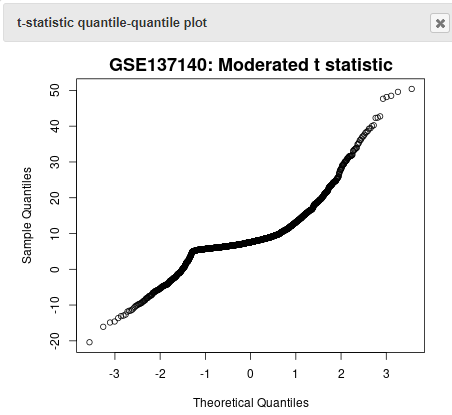 t-statistic quantile-quantile plot
GSE137140: Moderated t statistic
Sample Quantiles
50
40
30
20
10
0
-10
-20
-3 -2 -1 0 1 2 3
Theoretical Quantiles